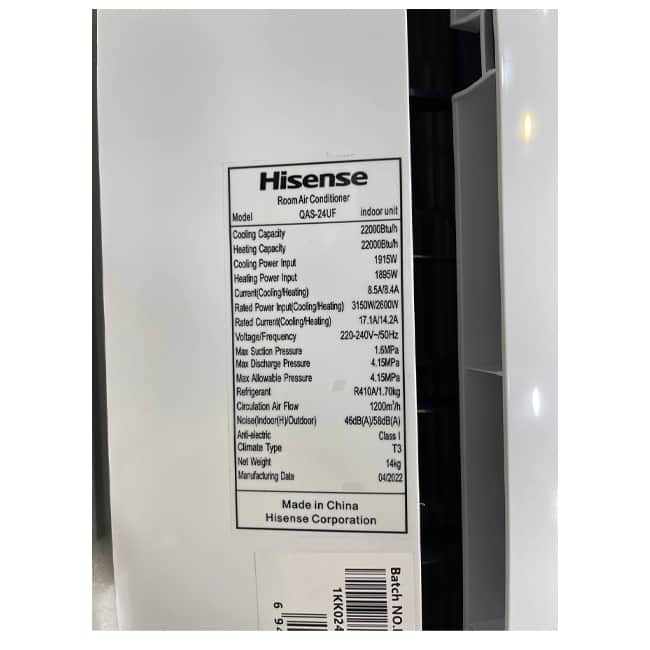 Hisense
Room Air Conditioner
Model QAS-24UF indoor unit
Cooling Capacity 22000Btu/h
Heating Capacity 22000Btu/h
Cooling Power Input 1915W
Heating Power Input 1895W
Current(Cooling/Heating) 8.5A/8.4A
Rated Power Input(Cooling/Heating) 3150W/2600W
Rated Current(Cooling/Heating) 17.1A/14.2A
Voltage/Frequency 220-240V~/50Hz
Max Suction Pressure 1.6MPa
Max Discharge Pressure 4.15MPa
Max Allowable Pressure 4.15MPa
Refrigerant R410A/1.70kg
Circulation Air Flow 1200m³/h
Noise(Indoor(H)/Outdoor) 46dB(A)/58dB(A)
Anti-electric Class I
Climate Type T3
Net Weight 14kg
Manufacturing Date 04/2022
Made in China
Hisense Corporation
Batch NO.
1KK024
6 94